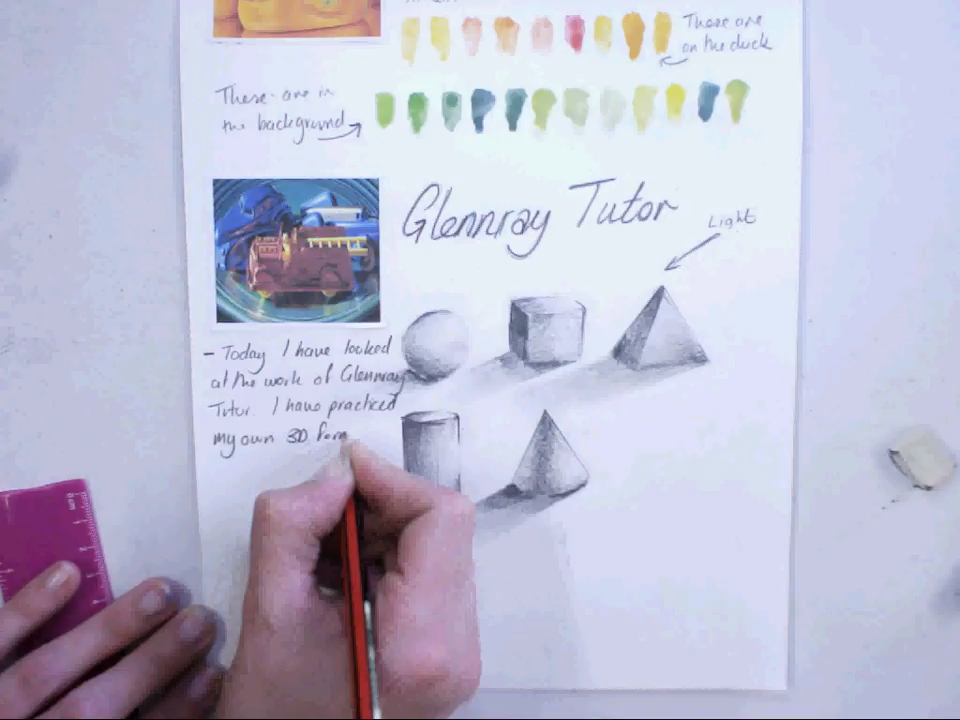 These are
on the duck
These are in
the background
Glennray Tutor
Light
- Today I have looked
at the work of Glennray
Tutor. I have practiced
my own 3D form